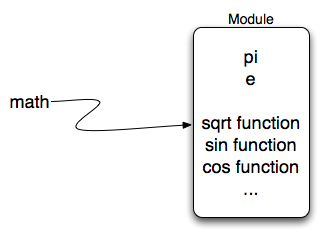 Module
pi
e
math
sqrt function
sin function
cos function
...